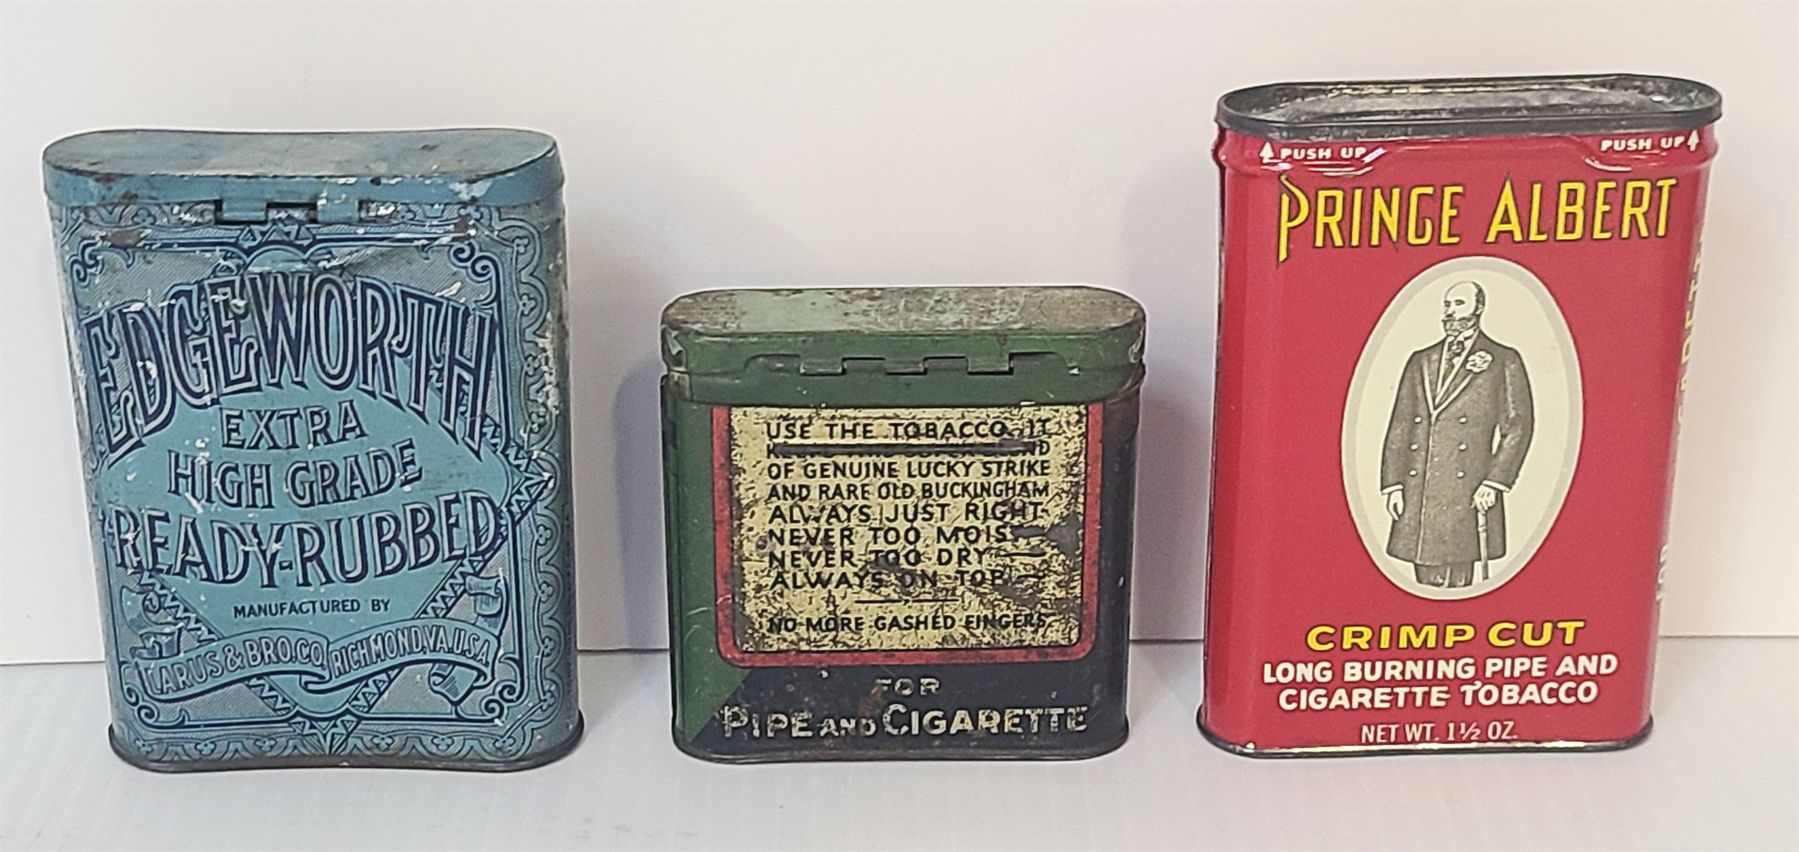 EDGEWORTH
EXTRA
HIGH GRADE
READY-RUBBED
MANUFACTURED BY
LARUS & BRO.CO. RICHMOND, VA. U.S.A.
USE THE TOBACCO IT
OF GENUINE LUCKY STRIKE
AND RARE OLD BUCKINGHAM
ALWAYS JUST RIGHT
NEVER TOO MOIS
NEVER TOO DRY —
ALWAYS ON TOP —
NO MORE GASHED FINGERS
FOR
PIPE AND CIGARETTE
PUSH UP PUSH UP
PRINCE ALBERT
CRIMP CUT
LONG BURNING PIPE AND
CIGARETTE TOBACCO
NET WT. 1½ OZ.